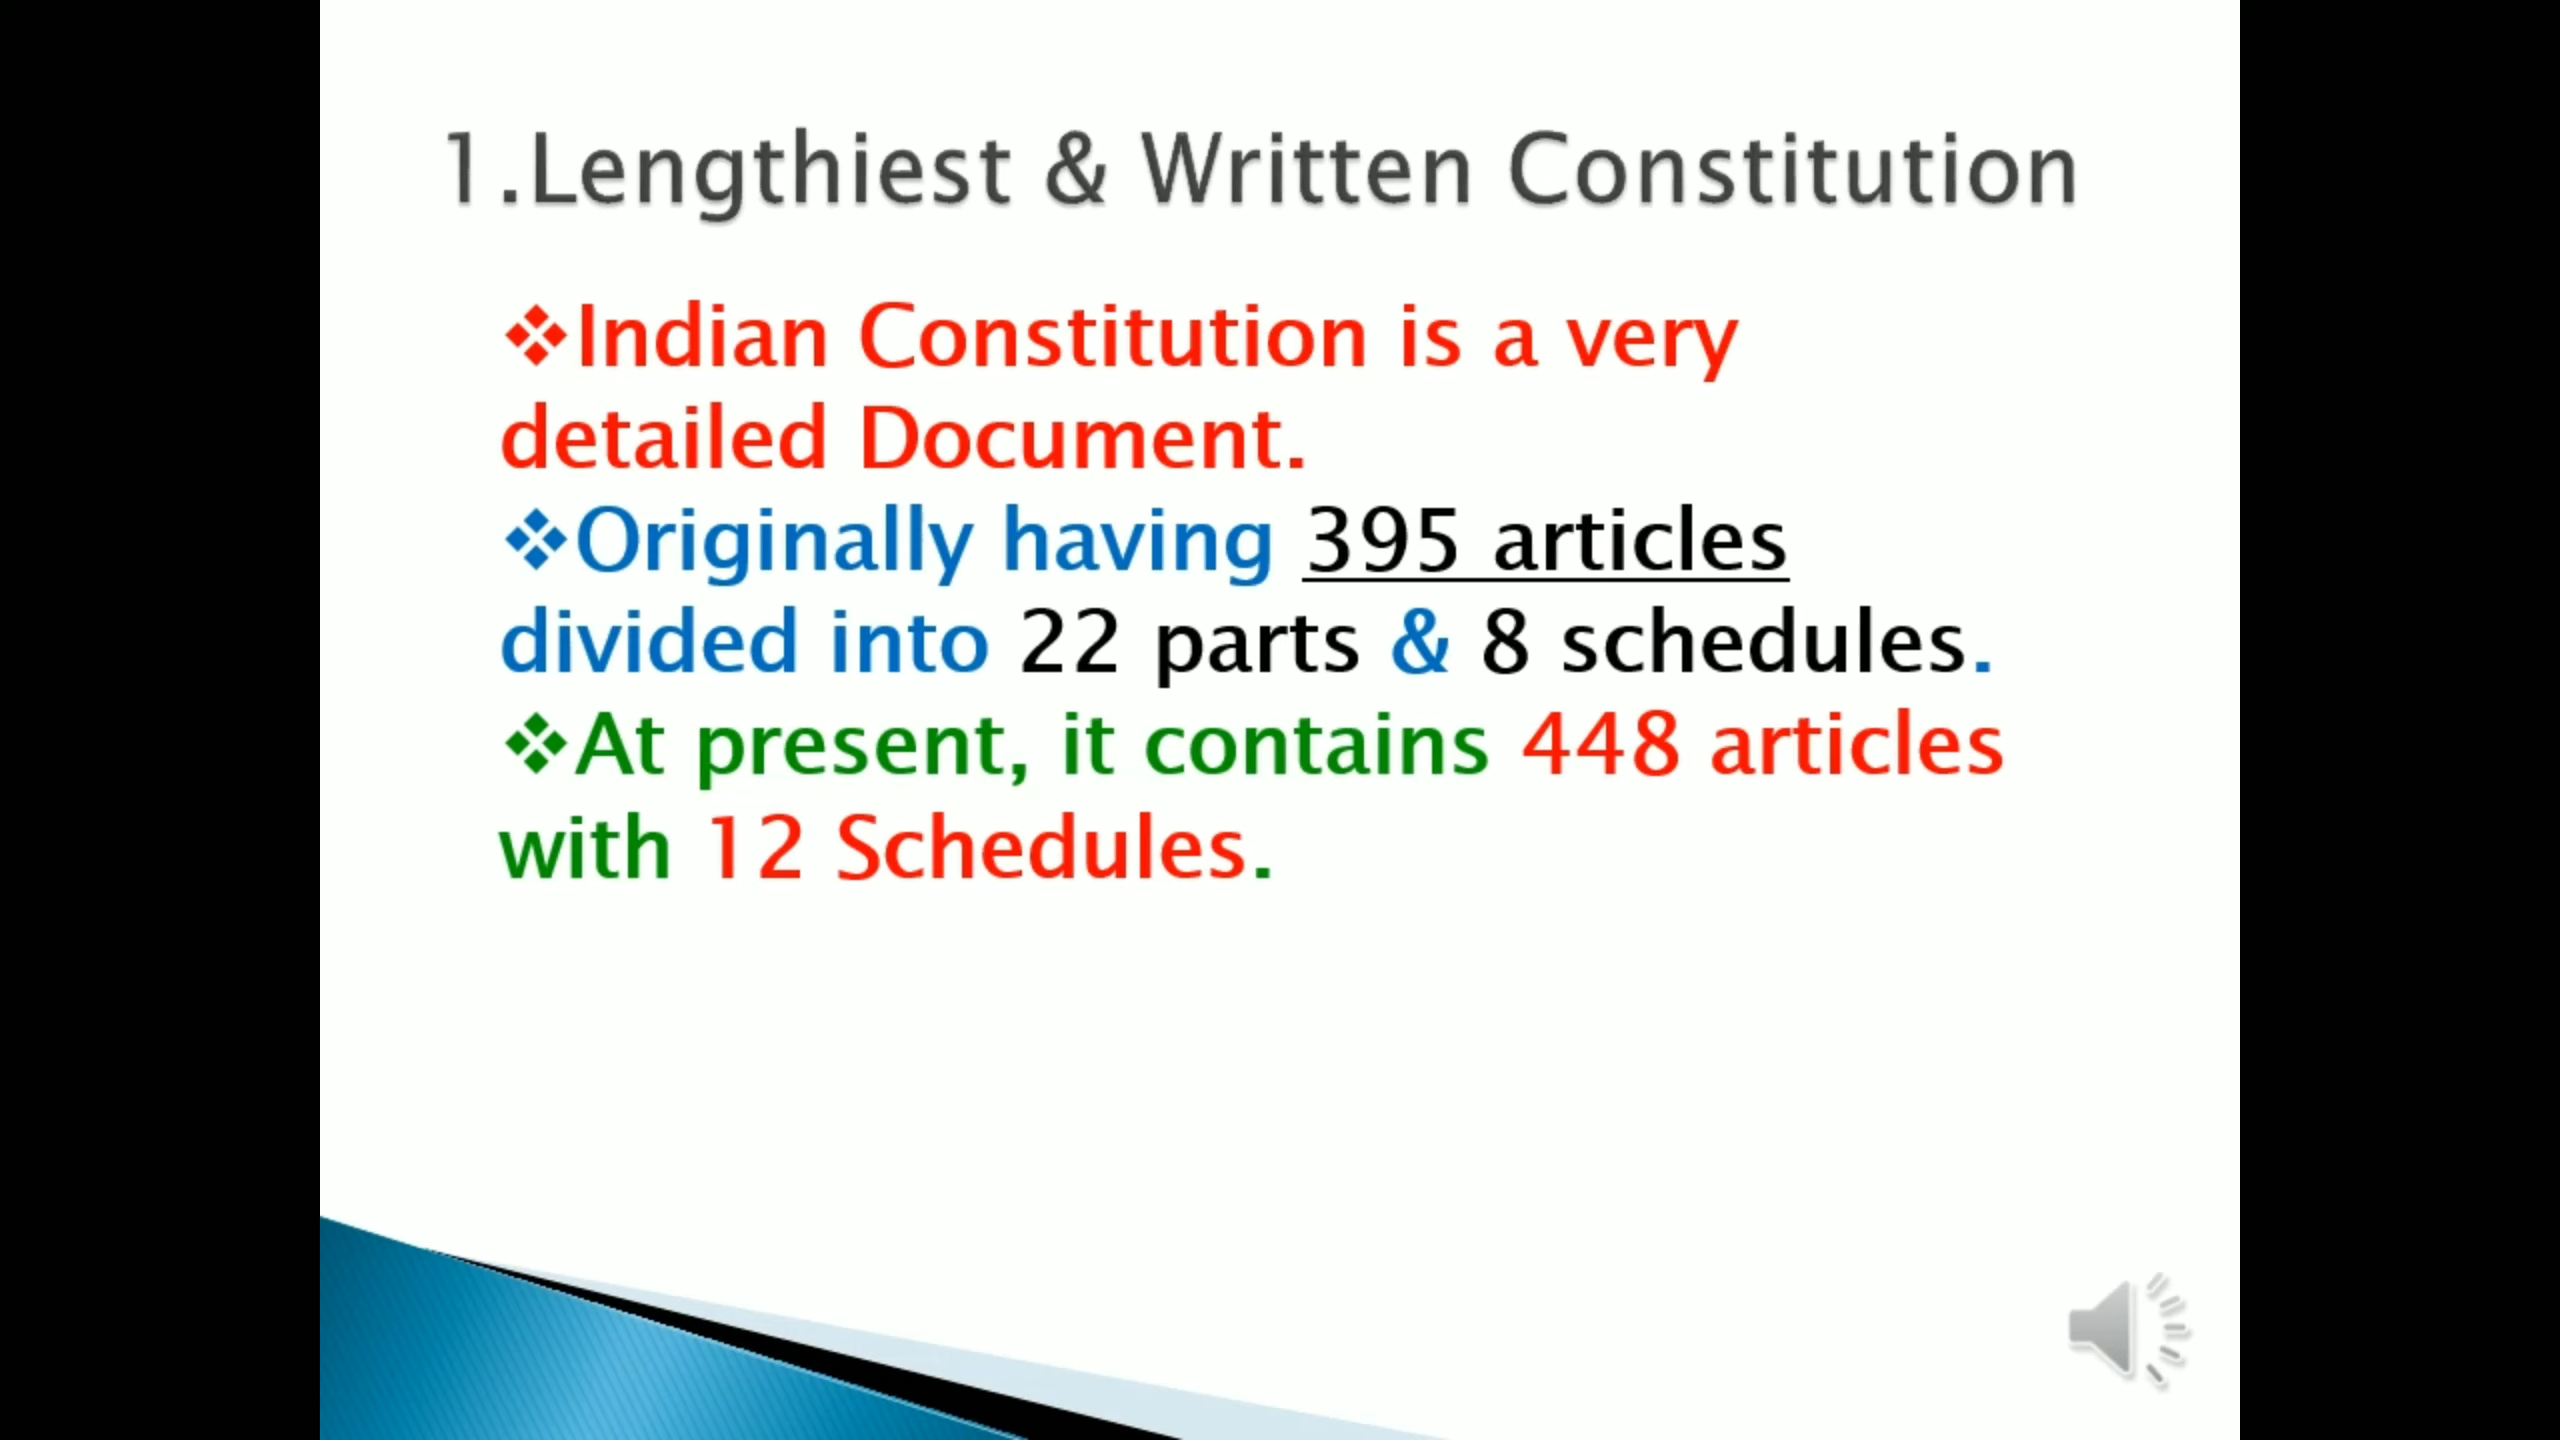 1.Lengthiest & Written Constitution
❖Indian Constitution is a very
detailed Document.
❖Originally having 395 articles
divided into 22 parts & 8 schedules.
❖At present, it contains 448 articles
with 12 Schedules.